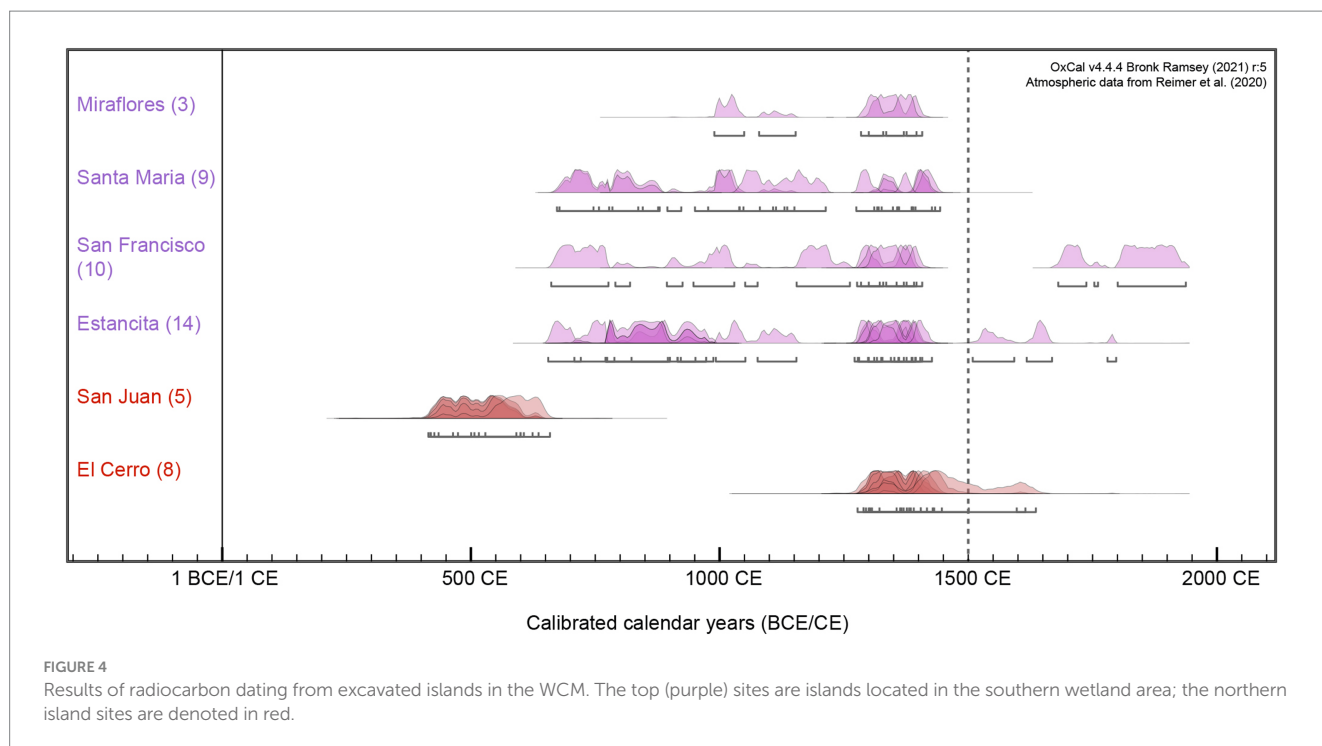 OxCal v4.4.4 Bronk Ramsey (2021) r:5
Atmospheric data from Reimer et al. (2020)
Miraflores (3)
Santa Maria (9)
San Francisco
(10)
Estancita (14)
San Juan (5)
El Cerro (8)
1 BCE/1 CE 500 CE 1000 CE 1500 CE 2000 CE
Calibrated calendar years (BCE/CE)
FIGURE 4
Results of radiocarbon dating from excavated islands in the WCM. The top (purple) sites are islands located in the southern wetland area; the northern
island sites are denoted in red.